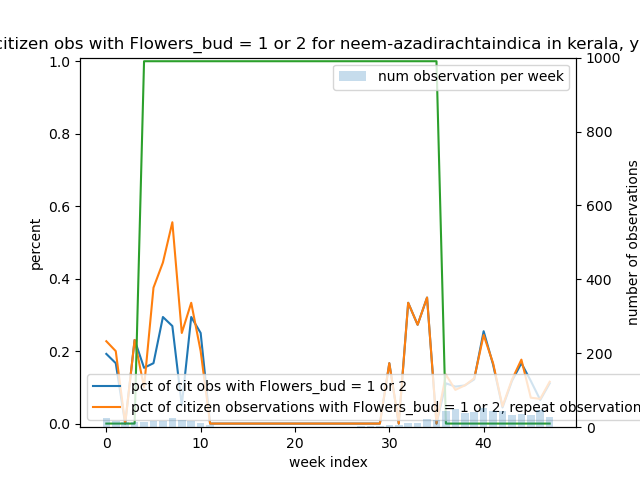 citizen obs with Flowers_bud = 1 or 2 for neem-azadirachtaindica in kerala, y
num observation per week
1.0
0.8
0.6
0.4
0.2
0.0
percent
1000
800
600
400
200
0
number of observations
pct of cit obs with Flowers_bud = 1 or 2
pct of citizen observations with Flowers_bud = 1 or 2, repeat observation
0
10
20
30
40
week index